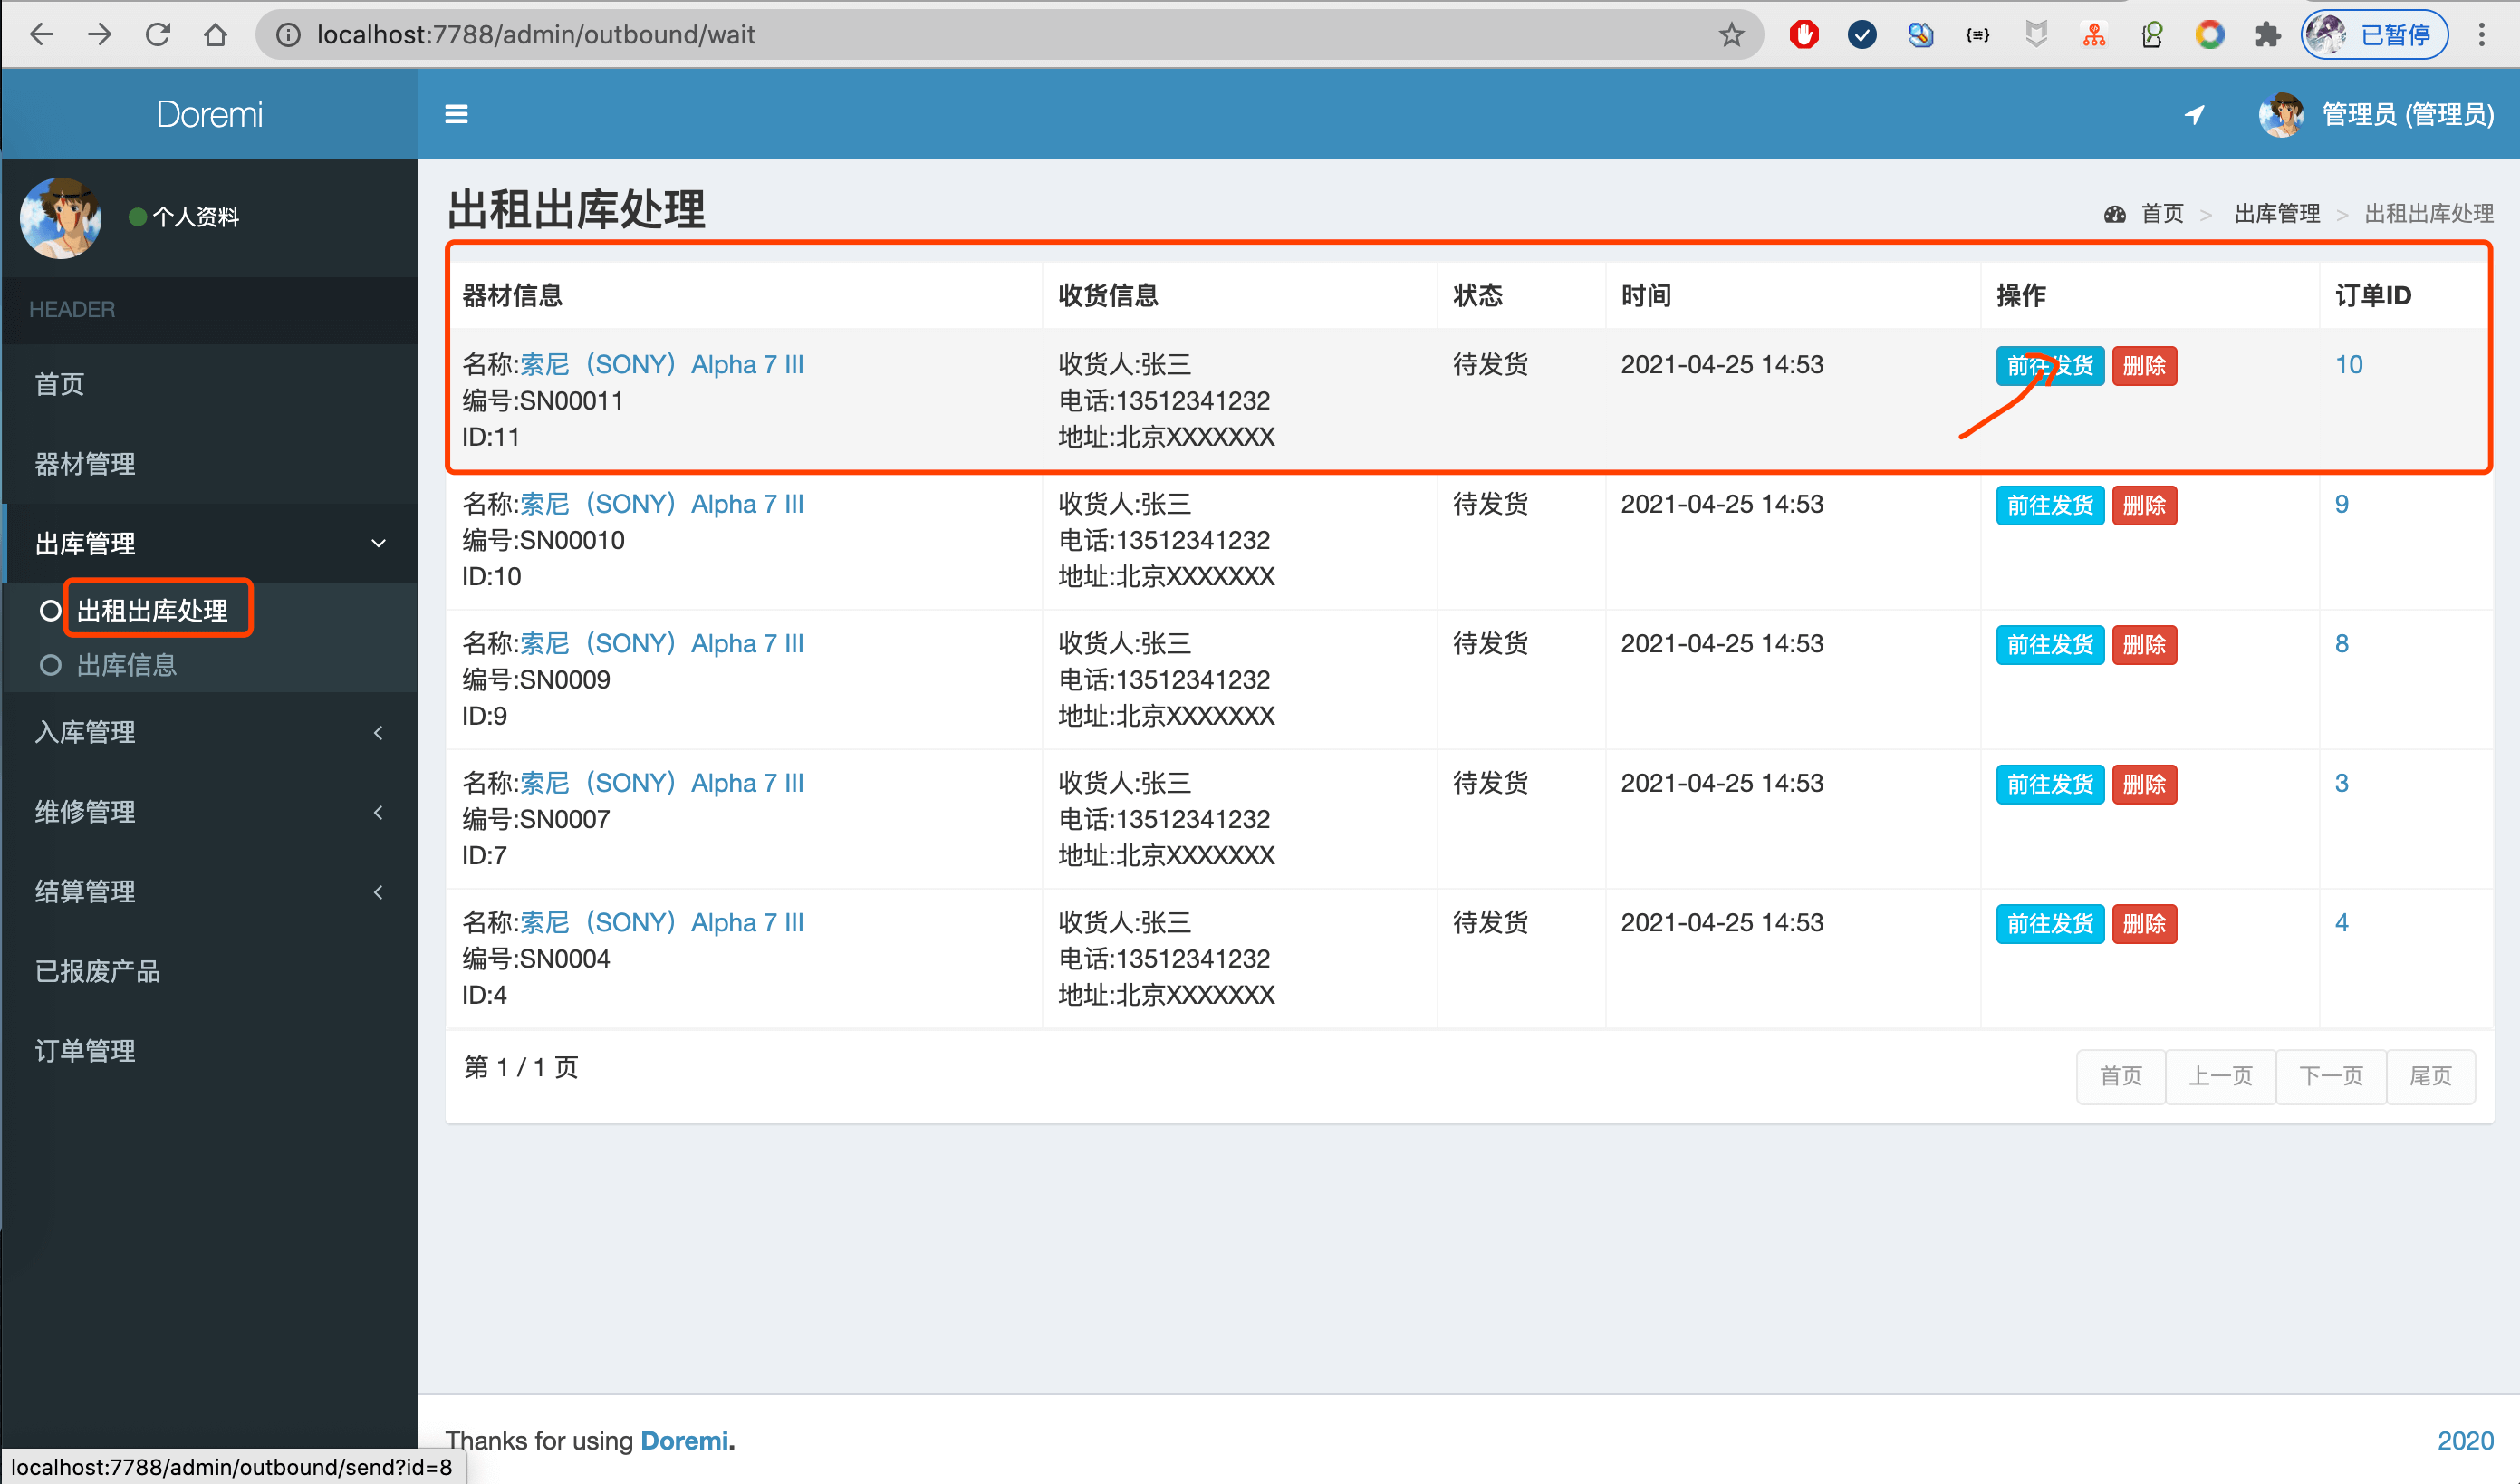 localhost:7788/admin/outbound/wait
已暂停
Doremi
管理员 (管理员)
个人资料
HEADER
首页
器材管理
出库管理
出租出库处理
出库信息
入库管理
维修管理
结算管理
已报废产品
订单管理
出租出库处理
首页 > 出库管理 > 出租出库处理
器材信息 收货信息 状态 时间 操作 订单ID
名称:索尼（SONY）Alpha 7 III 收货人:张三 待发货 2021-04-25 14:53 前往发货 删除 10
编号:SN00011 电话:13512341232
ID:11 地址:北京XXXXXXX
名称:索尼（SONY）Alpha 7 III 收货人:张三 待发货 2021-04-25 14:53 前往发货 删除 9
编号:SN00010 电话:13512341232
ID:10 地址:北京XXXXXXX
名称:索尼（SONY）Alpha 7 III 收货人:张三 待发货 2021-04-25 14:53 前往发货 删除 8
编号:SN0009 电话:13512341232
ID:9 地址:北京XXXXXXX
名称:索尼（SONY）Alpha 7 III 收货人:张三 待发货 2021-04-25 14:53 前往发货 删除 3
编号:SN0007 电话:13512341232
ID:7 地址:北京XXXXXXX
名称:索尼（SONY）Alpha 7 III 收货人:张三 待发货 2021-04-25 14:53 前往发货 删除 4
编号:SN0004 电话:13512341232
ID:4 地址:北京XXXXXXX
第 1 / 1 页 首页 上一页 下一页 尾页
Thanks for using Doremi. 2020
localhost:7788/admin/outbound/send?id=8